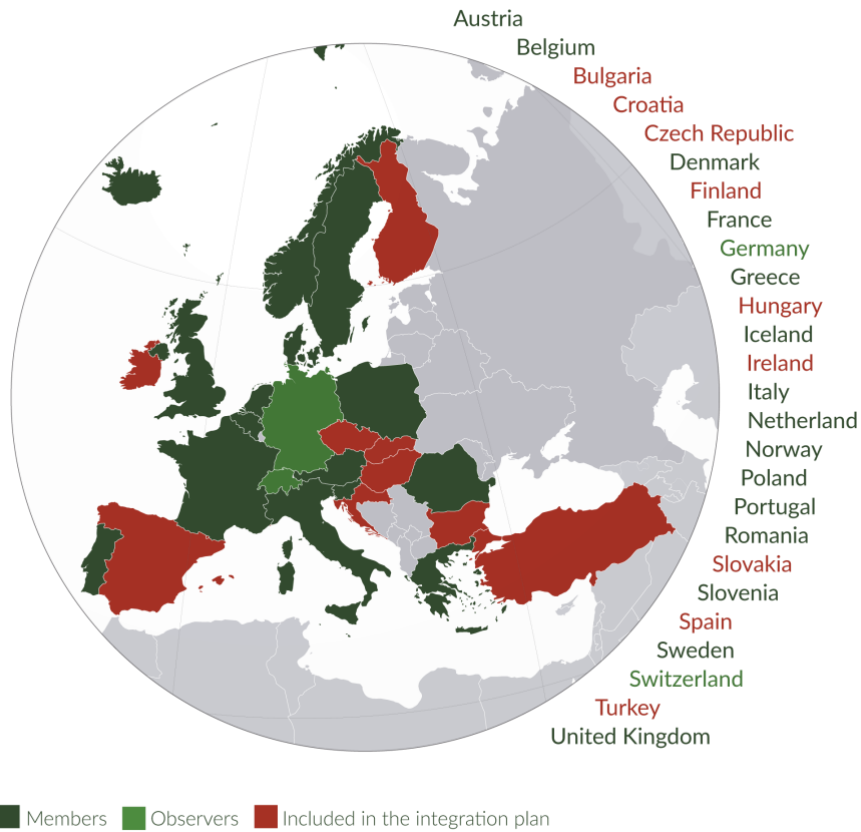 Austria
Belgium
Bulgaria
Croatia
Czech Republic
Denmark
Finland
France
Germany
Greece
Hungary
Iceland
Ireland
Italy
Netherland
Norway
Poland
Portugal
Romania
Slovakia
Slovenia
Spain
Sweden
Switzerland
Turkey
United Kingdom
Members Observers Included in the integration plan